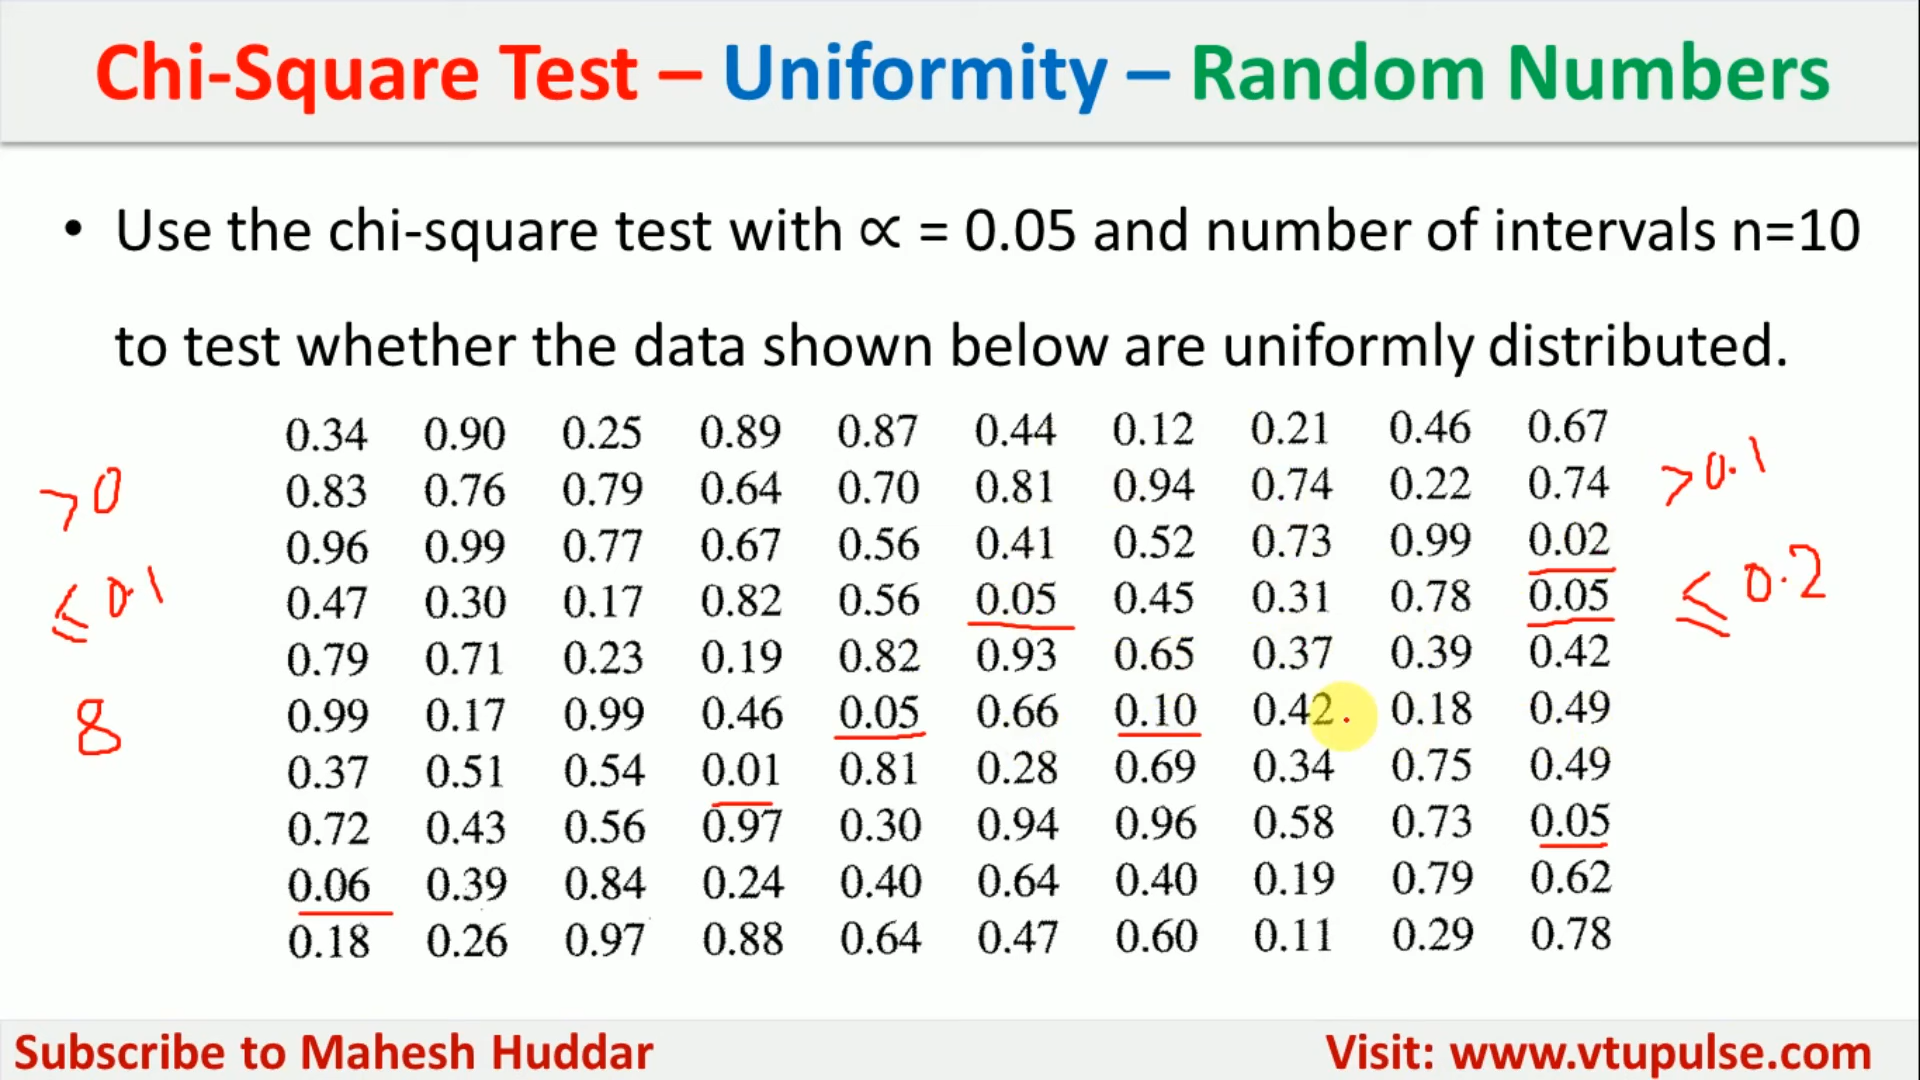 Chi-Square Test – Uniformity – Random Numbers
• Use the chi-square test with ∝ = 0.05 and number of intervals n=10
to test whether the data shown below are uniformly distributed.
0.34 0.90 0.25 0.89 0.87 0.44 0.12 0.21 0.46 0.67
>0 0.83 0.76 0.79 0.64 0.70 0.81 0.94 0.74 0.22 0.74 >0.1
0.96 0.99 0.77 0.67 0.56 0.41 0.52 0.73 0.99 0.02
≤0.1 0.47 0.30 0.17 0.82 0.56 0.05 0.45 0.31 0.78 0.05 ≤0.2
0.79 0.71 0.23 0.19 0.82 0.93 0.65 0.37 0.39 0.42
8 0.99 0.17 0.99 0.46 0.05 0.66 0.10 0.42 0.18 0.49
0.37 0.51 0.54 0.01 0.81 0.28 0.69 0.34 0.75 0.49
0.72 0.43 0.56 0.97 0.30 0.94 0.96 0.58 0.73 0.05
0.06 0.39 0.84 0.24 0.40 0.64 0.40 0.19 0.79 0.62
0.18 0.26 0.97 0.88 0.64 0.47 0.60 0.11 0.29 0.78
Subscribe to Mahesh Huddar Visit: www.vtupulse.com